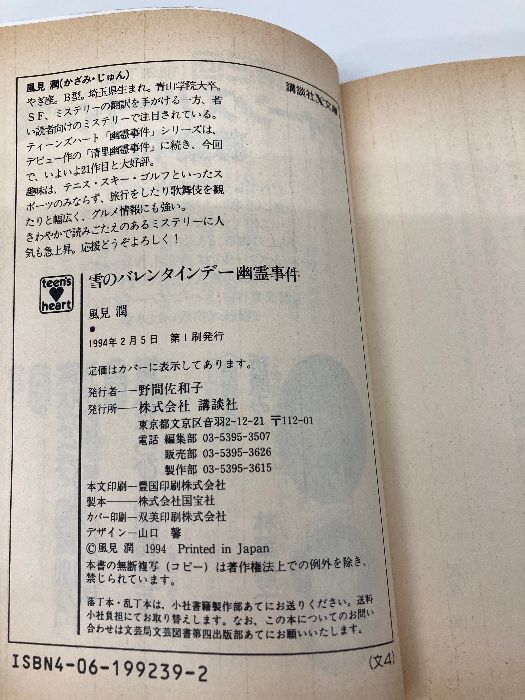 講談社X文庫
風見 潤(かざみ・じゅん)
やぎ座。B型。埼玉県生まれ。青山学院大卒。
SF、ミステリーの翻訳を手がける一方、若
い読者向けのミステリーで注目されている。
ティーンズハート「幽霊事件」シリーズは、
デビュー作の「清里幽霊事件」に続き、今回
で、いよいよ21作目と大好評。
趣味は、テニス・スキー・ゴルフといったス
ポーツのみならず、旅行をしたり歌舞伎を観
たりと幅広く、グルメ情報にも強い。
さわやかで読みごたえのあるミステリーに人
気も急上昇。応援どうぞよろしく!
teen's heart
雪のバレンタインデー幽霊事件
風見 潤
●
1994年2月5日 第1刷発行
定価はカバーに表示してあります。
発行者——野間佐和子
発行所——株式会社 講談社
東京都文京区音羽2-12-21 〒112-01
電話 編集部 03-5395-3507
販売部 03-5395-3626
製作部 03-5395-3615
本文印刷—豊国印刷株式会社
製本———株式会社国宝社
カバー印刷—双美印刷株式会社
デザイン—山口 馨
©風見 潤 1994 Printed in Japan
本書の無断複写(コピー)は著作権法上での例外を除き、
禁じられています。
落丁本・乱丁本は、小社書籍製作部あてにお送りください。送料
小社負担にてお取り替えします。なお、この本についてのお問い
合わせは文芸局文芸図書第四出版部あてにお願いいたします。
ISBN4-06-199239-2
(文4)